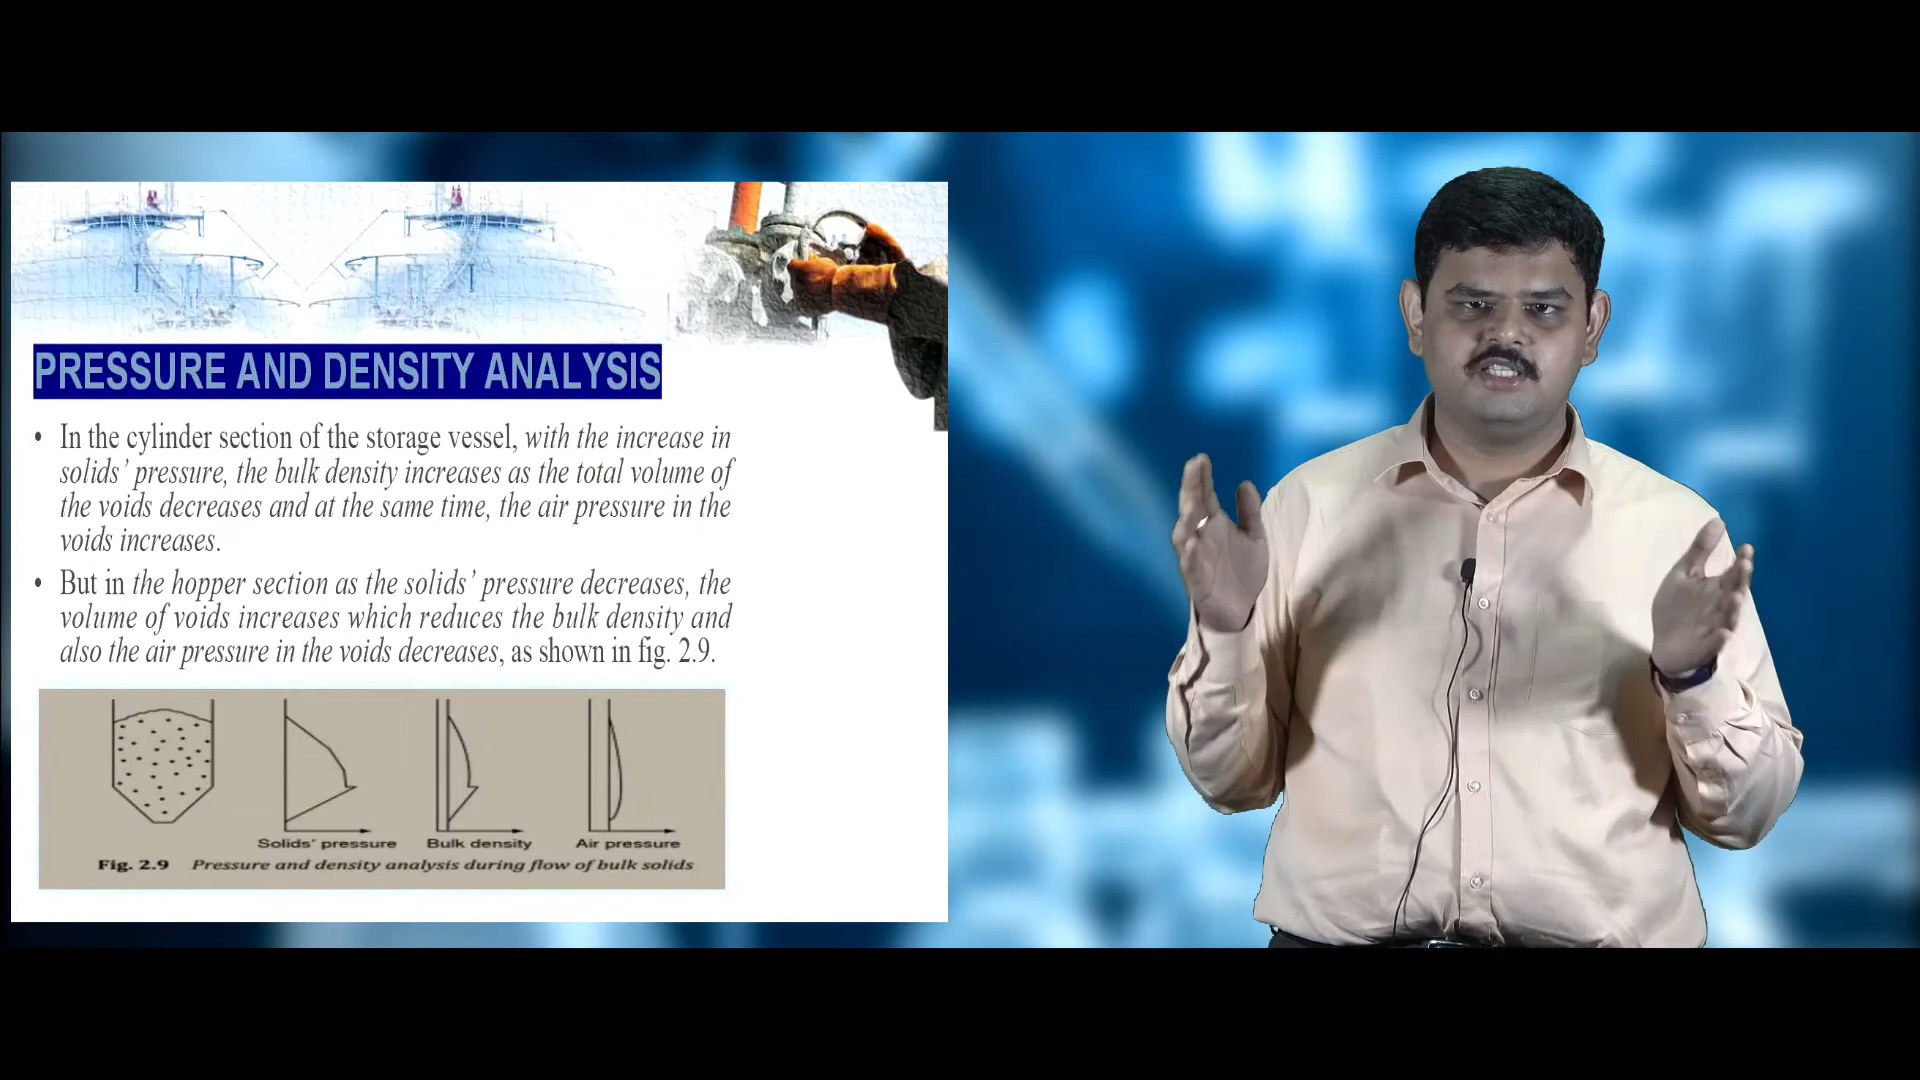 PRESSURE AND DENSITY ANALYSIS
• In the cylinder section of the storage vessel, with the increase in
solids' pressure, the bulk density increases as the total volume of
the voids decreases and at the same time, the air pressure in the
voids increases.
• But in the hopper section as the solids' pressure decreases, the
volume of voids increases which reduces the bulk density and
also the air pressure in the voids decreases, as shown in fig. 2.9.
Solids' pressure Bulk density Air pressure
Fig. 2.9 Pressure and density analysis during flow of bulk solids